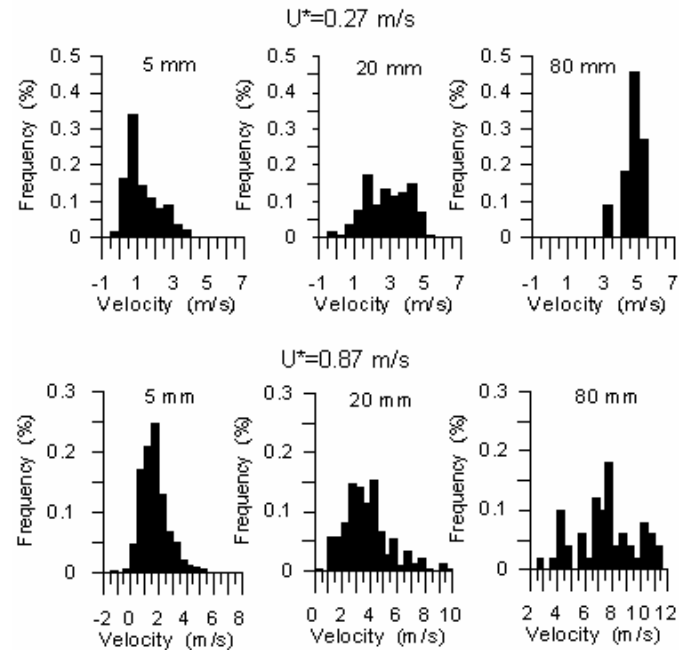 U*=0.27 m/s
5 mm 20 mm 80 mm
Frequency (%) Frequency (%) Frequency (%)
0.5 0.5 0.5
0.4 0.4 0.4
0.3 0.3 0.3
0.2 0.2 0.2
0.1 0.1 0.1
0 0 0
-1 1 3 5 7 -1 1 3 5 7 -1 1 3 5 7
Velocity (m/s) Velocity (m/s) Velocity (m/s)
U*=0.87 m/s
5 mm 20 mm 80 mm
Frequency (%) Frequency (%) Frequency (%)
0.3 0.3 0.3
0.2 0.2 0.2
0.1 0.1 0.1
0 0 0
-2 0 2 4 6 8 0 2 4 6 8 10 2 4 6 8 10 12
Velocity (m/s) Velocity (m/s) Velocity (m/s)